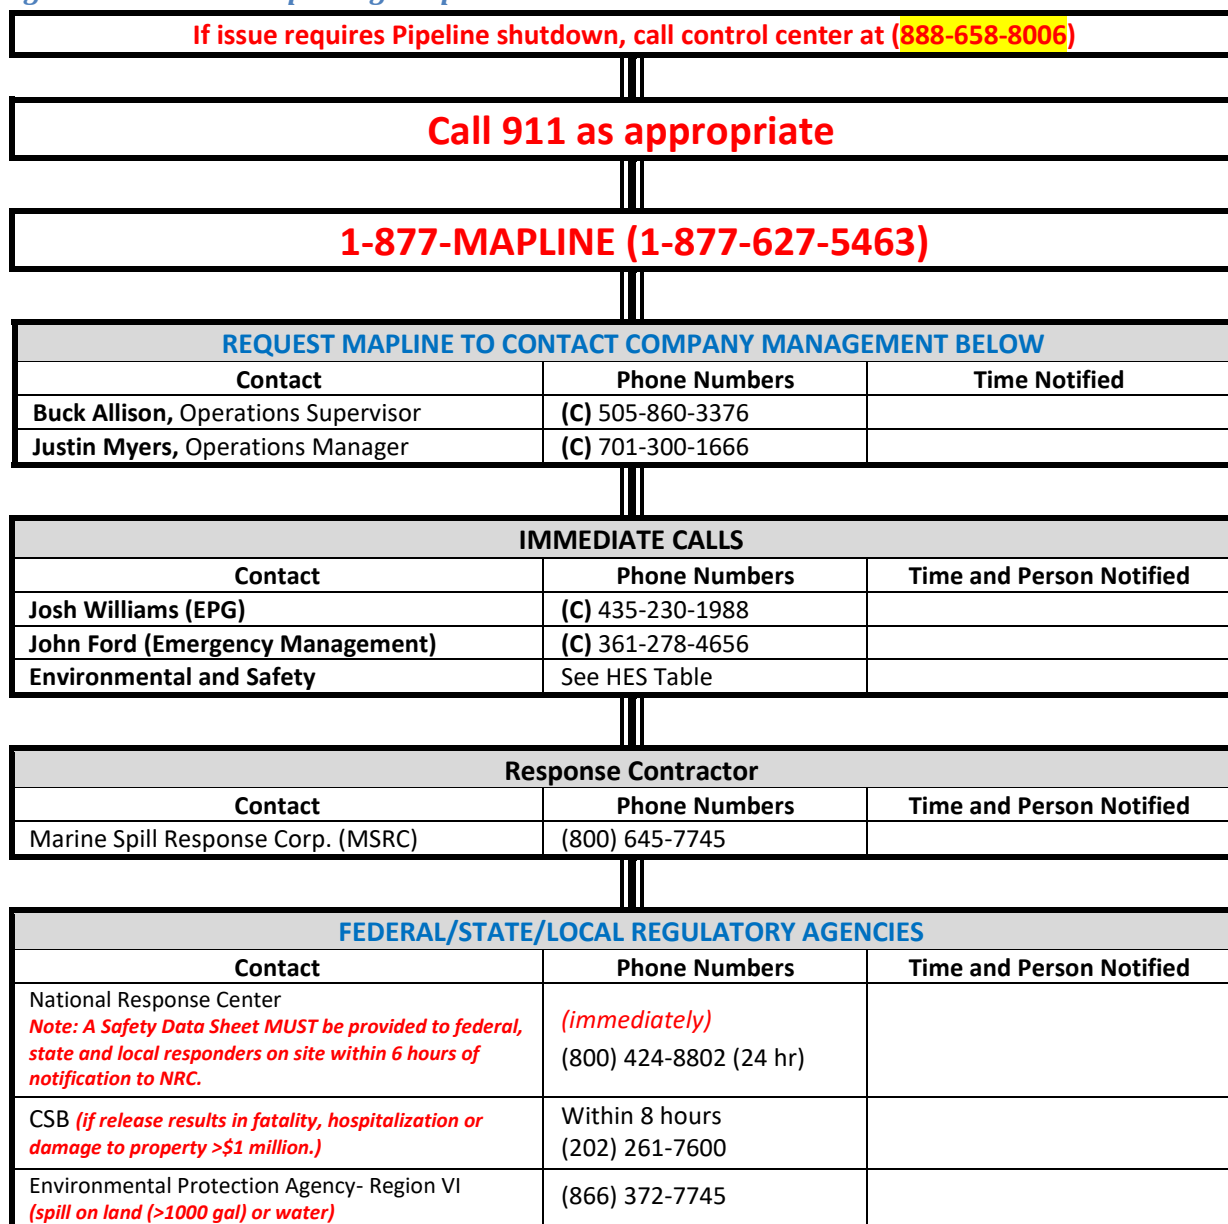 If issue requires Pipeline shutdown, call control center at (888-658-8006)
Call 911 as appropriate
1-877-MAPLINE (1-877-627-5463)
REQUEST MAPLINE TO CONTACT COMPANY MANAGEMENT BELOW
Contact Phone Numbers Time Notified
Buck Allison, Operations Supervisor (C) 505-860-3376
Justin Myers, Operations Manager (C) 701-300-1666
IMMEDIATE CALLS
Contact Phone Numbers Time and Person Notified
Josh Williams (EPG) (C) 435-230-1988
John Ford (Emergency Management) (C) 361-278-4656
Environmental and Safety See HES Table
Response Contractor
Contact Phone Numbers Time and Person Notified
Marine Spill Response Corp. (MSRC) (800) 645-7745
FEDERAL/STATE/LOCAL REGULATORY AGENCIES
Contact Phone Numbers Time and Person Notified
National Response Center
Note: A Safety Data Sheet MUST be provided to federal,
state and local responders on site within 6 hours of
notification to NRC.
(immediately)
(800) 424-8802 (24 hr)
CSB (if release results in fatality, hospitalization or
damage to property >$1 million.)
Within 8 hours
(202) 261-7600
Environmental Protection Agency- Region VI
(spill on land (>1000 gal) or water)
(866) 372-7745